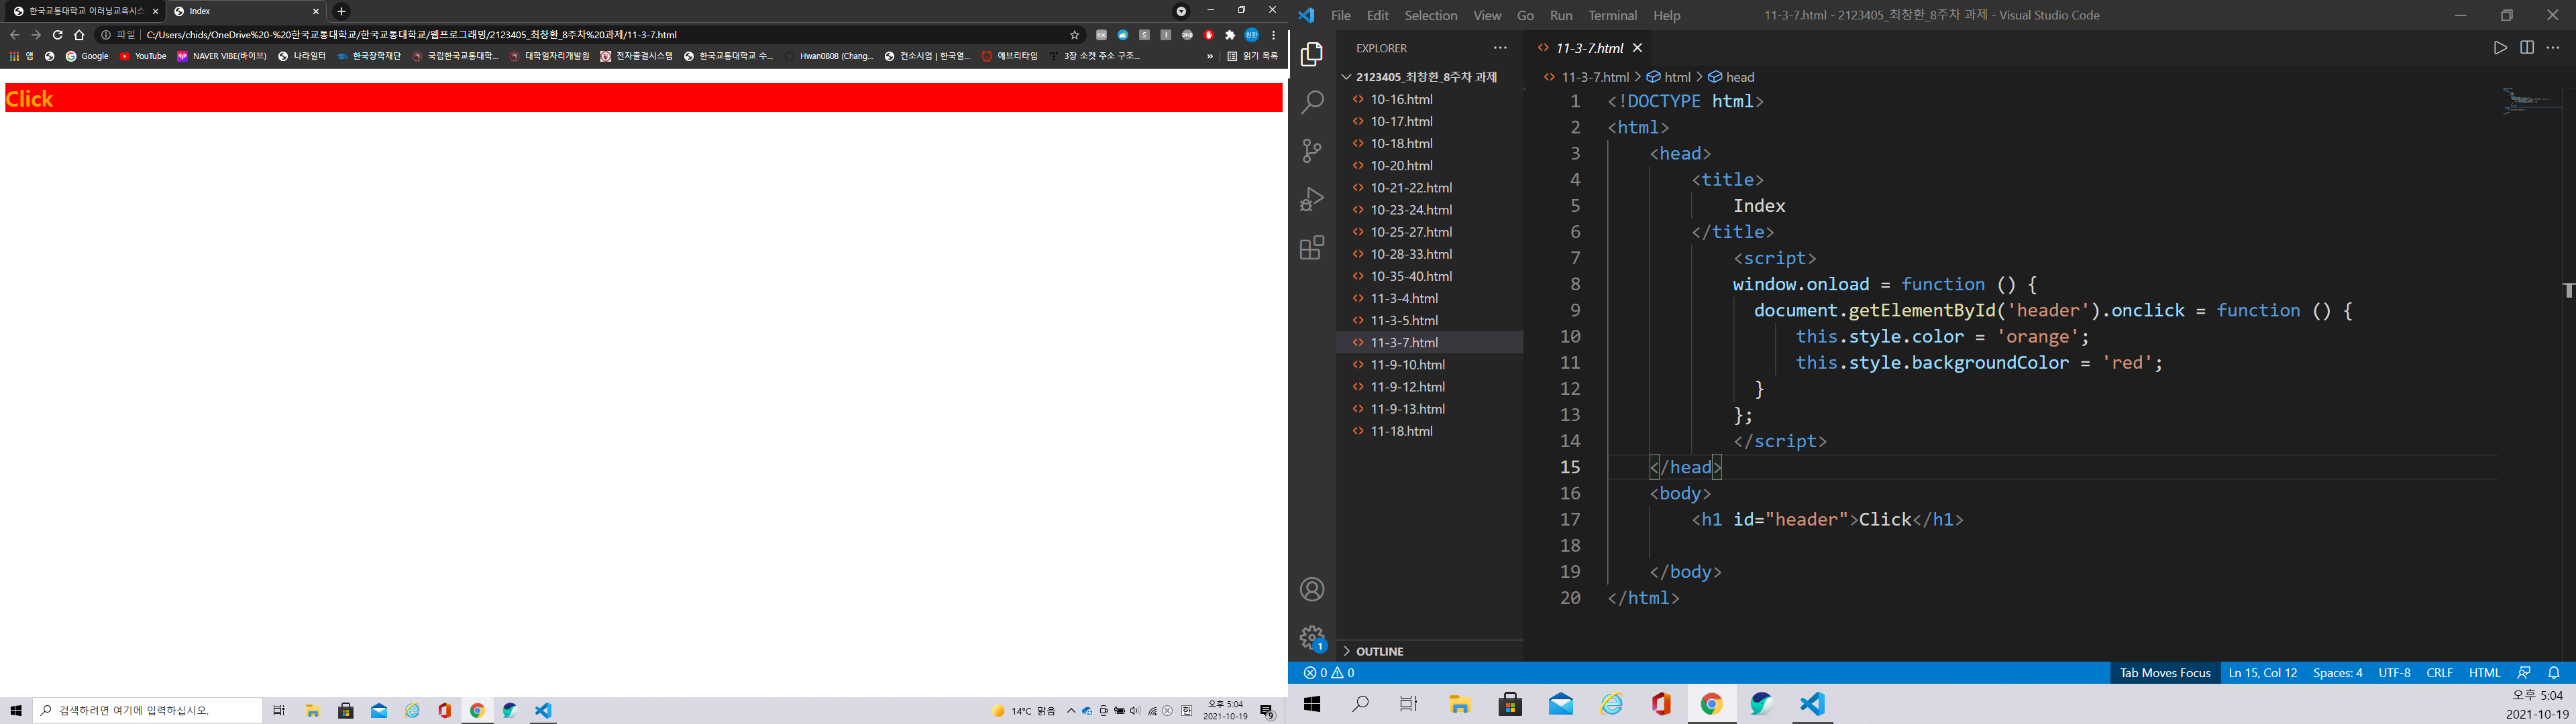 한국교통대학교 이러닝교육시스
Index
파일
C:/Users/chids/OneDrive%20-%20한국교통대학교/한국교통대학교/웹프로그래밍/2123405_최창환_8주차%20과제/11-3-7.html
앱
Google
YouTube
NAVER VIBE(바이브)
나라일터
한국장학재단
국립한국교통대학...
대학일자리개발원
전자출결시스템
한국교통대학교 수...
Hwan0808 (Chang...
컨소시엄 | 한국열...
에브리타임
3장 소켓 주소 구조...
»
읽기 목록
Click
검색하려면 여기에 입력하십시오.
14°C 맑음
한
오후 5:04
2021-10-19
9
File Edit Selection View Go Run Terminal Help
11-3-7.html - 2123405_최창환_8주차 과제 - Visual Studio Code
EXPLORER
2123405_최창환_8주차 과제
10-16.html
10-17.html
10-18.html
10-20.html
10-21-22.html
10-23-24.html
10-25-27.html
10-28-33.html
10-35-40.html
11-3-4.html
11-3-5.html
11-3-7.html
11-9-10.html
11-9-12.html
11-9-13.html
11-18.html
OUTLINE
1
11-3-7.html
11-3-7.html > html > head
1 <!DOCTYPE html>
2 <html>
3 <head>
4 <title>
5 Index
6 </title>
7 <script>
8 window.onload = function () {
9 document.getElementById('header').onclick = function () {
10 this.style.color = 'orange';
11 this.style.backgroundColor = 'red';
12 }
13 };
14 </script>
15 </head>
16 <body>
17 <h1 id="header">Click</h1>
18
19 </body>
20 </html>
0 0
Tab Moves Focus
Ln 15, Col 12
Spaces: 4
UTF-8
CRLF
HTML
오후 5:04
2021-10-19